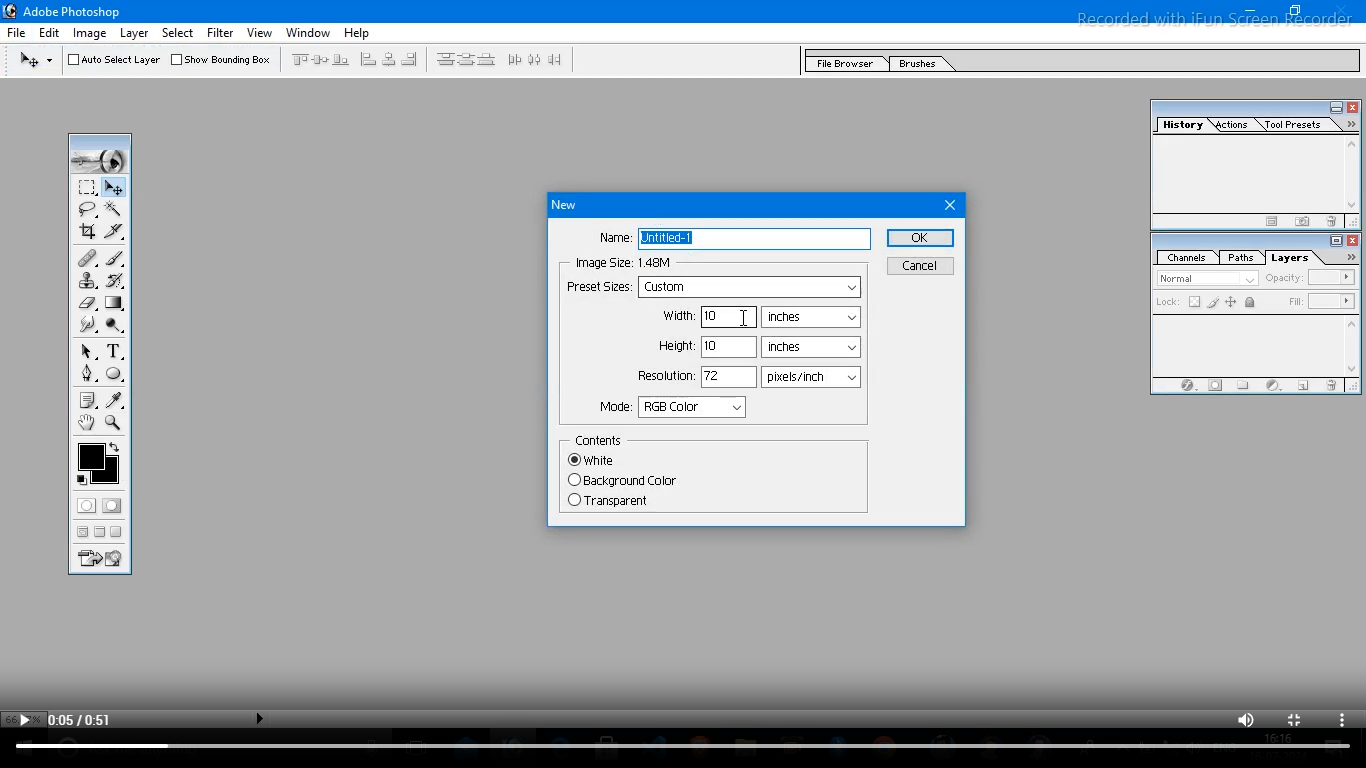 Adobe Photoshop
Recorded with iFun Screen Recorder
File Edit Image Layer Select Filter View Window Help
Auto Select Layer Show Bounding Box File Browser Brushes
History Actions Tool Presets
New
Name: Untitled-1 OK
Image Size: 1.48M Cancel
Preset Sizes: Custom
Width: 10 inches
Height: 10 inches
Resolution: 72 pixels/inch
Mode: RGB Color
Contents
White
Background Color
Transparent
Channels Paths Layers
Normal Opacity:
Lock: Fill:
T
0:05 / 0:51
16:16